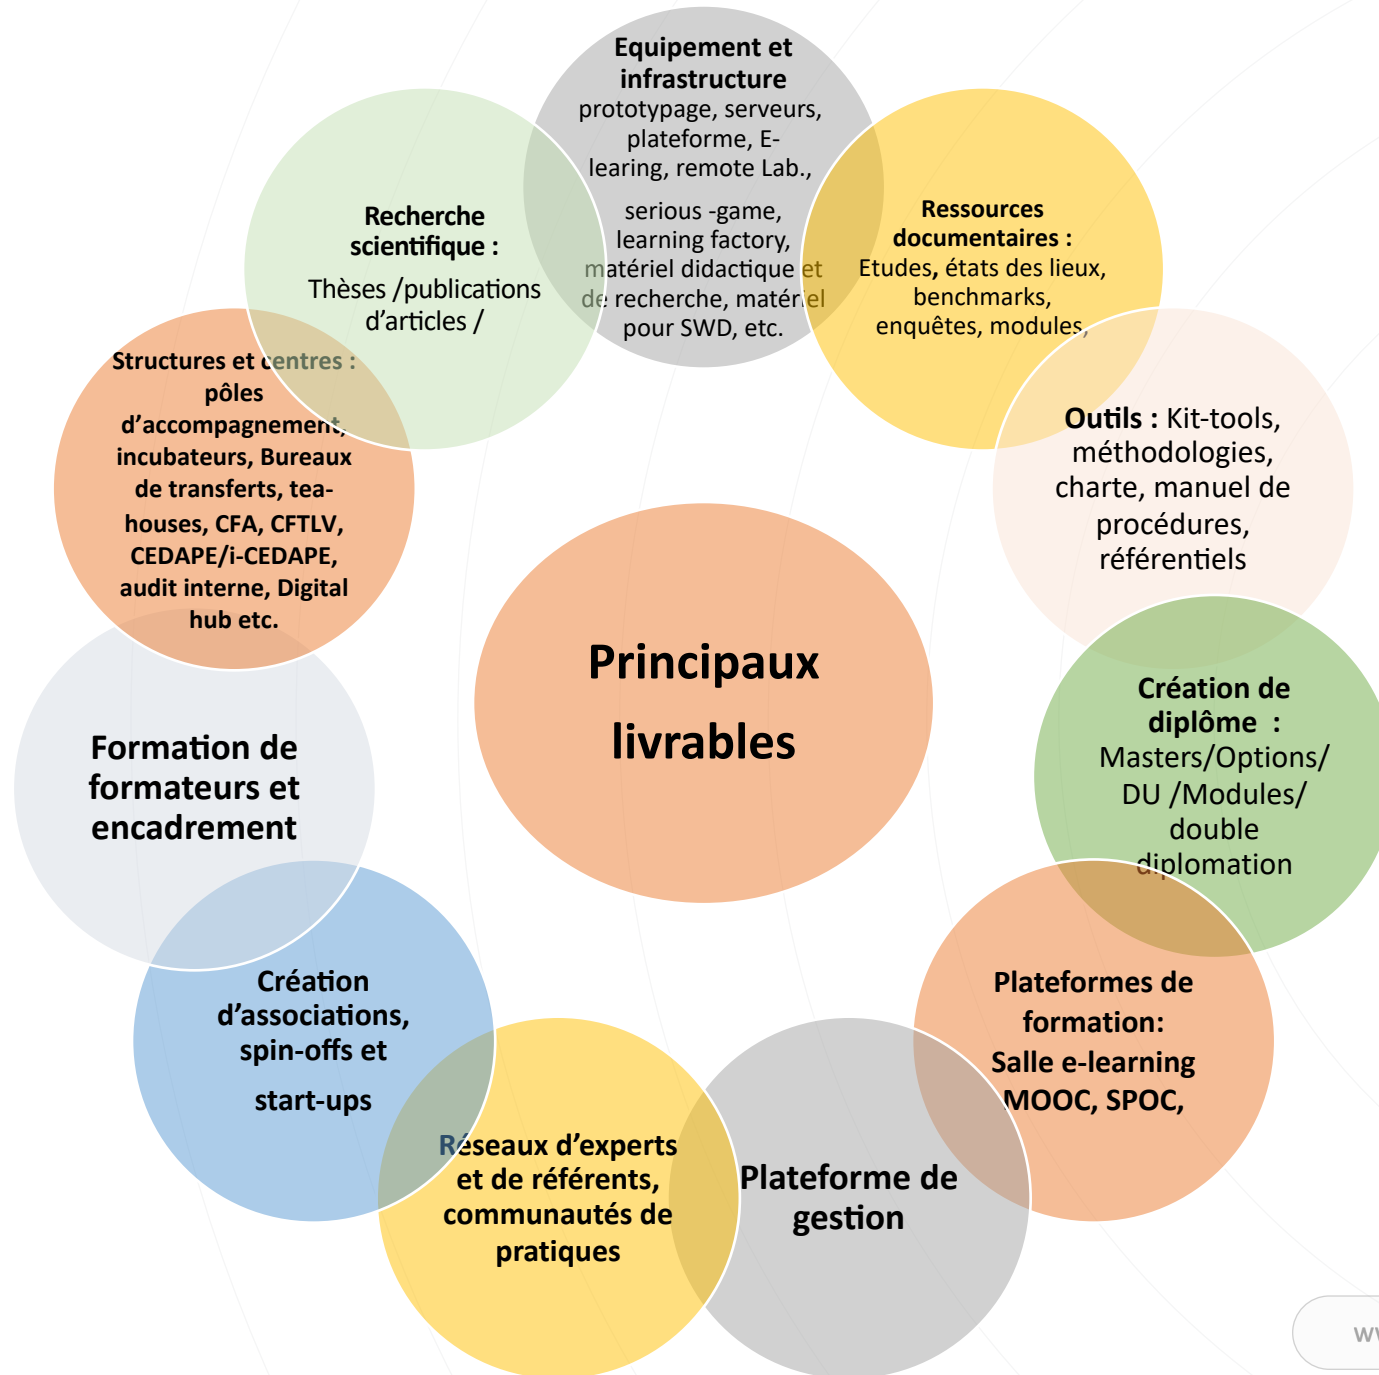 Equipement et
infrastructure
prototypage, serveurs,
plateforme, E-
learing, remote Lab.,
serious -game,
learning factory,
matériel didactique et
de recherche, matériel
pour SWD, etc.
Ressources
documentaires :
Etudes, états des lieux,
benchmarks,
enquêtes, modules,
Outils : Kit-tools,
méthodologies,
charte, manuel de
procédures,
référentiels
Création de
diplôme :
Masters/Options/
DU /Modules/
double
diplomation
Plateformes de
formation:
Salle e-learning
MOOC, SPOC,
Plateforme de
gestion
Réseaux d’experts
et de référents,
communautés de
pratiques
Création
d’associations,
spin-offs et
start-ups
Formation de
formateurs et
encadrement
Structures et centres :
pôles
d’accompagnement,
incubateurs, Bureaux
de transferts, tea-
houses, CFA, CFTLV,
CEDAPE/i-CEDAPE,
audit interne, Digital
hub etc.
Recherche
scientifique :
Thèses /publications
d’articles /
Principaux
livrables